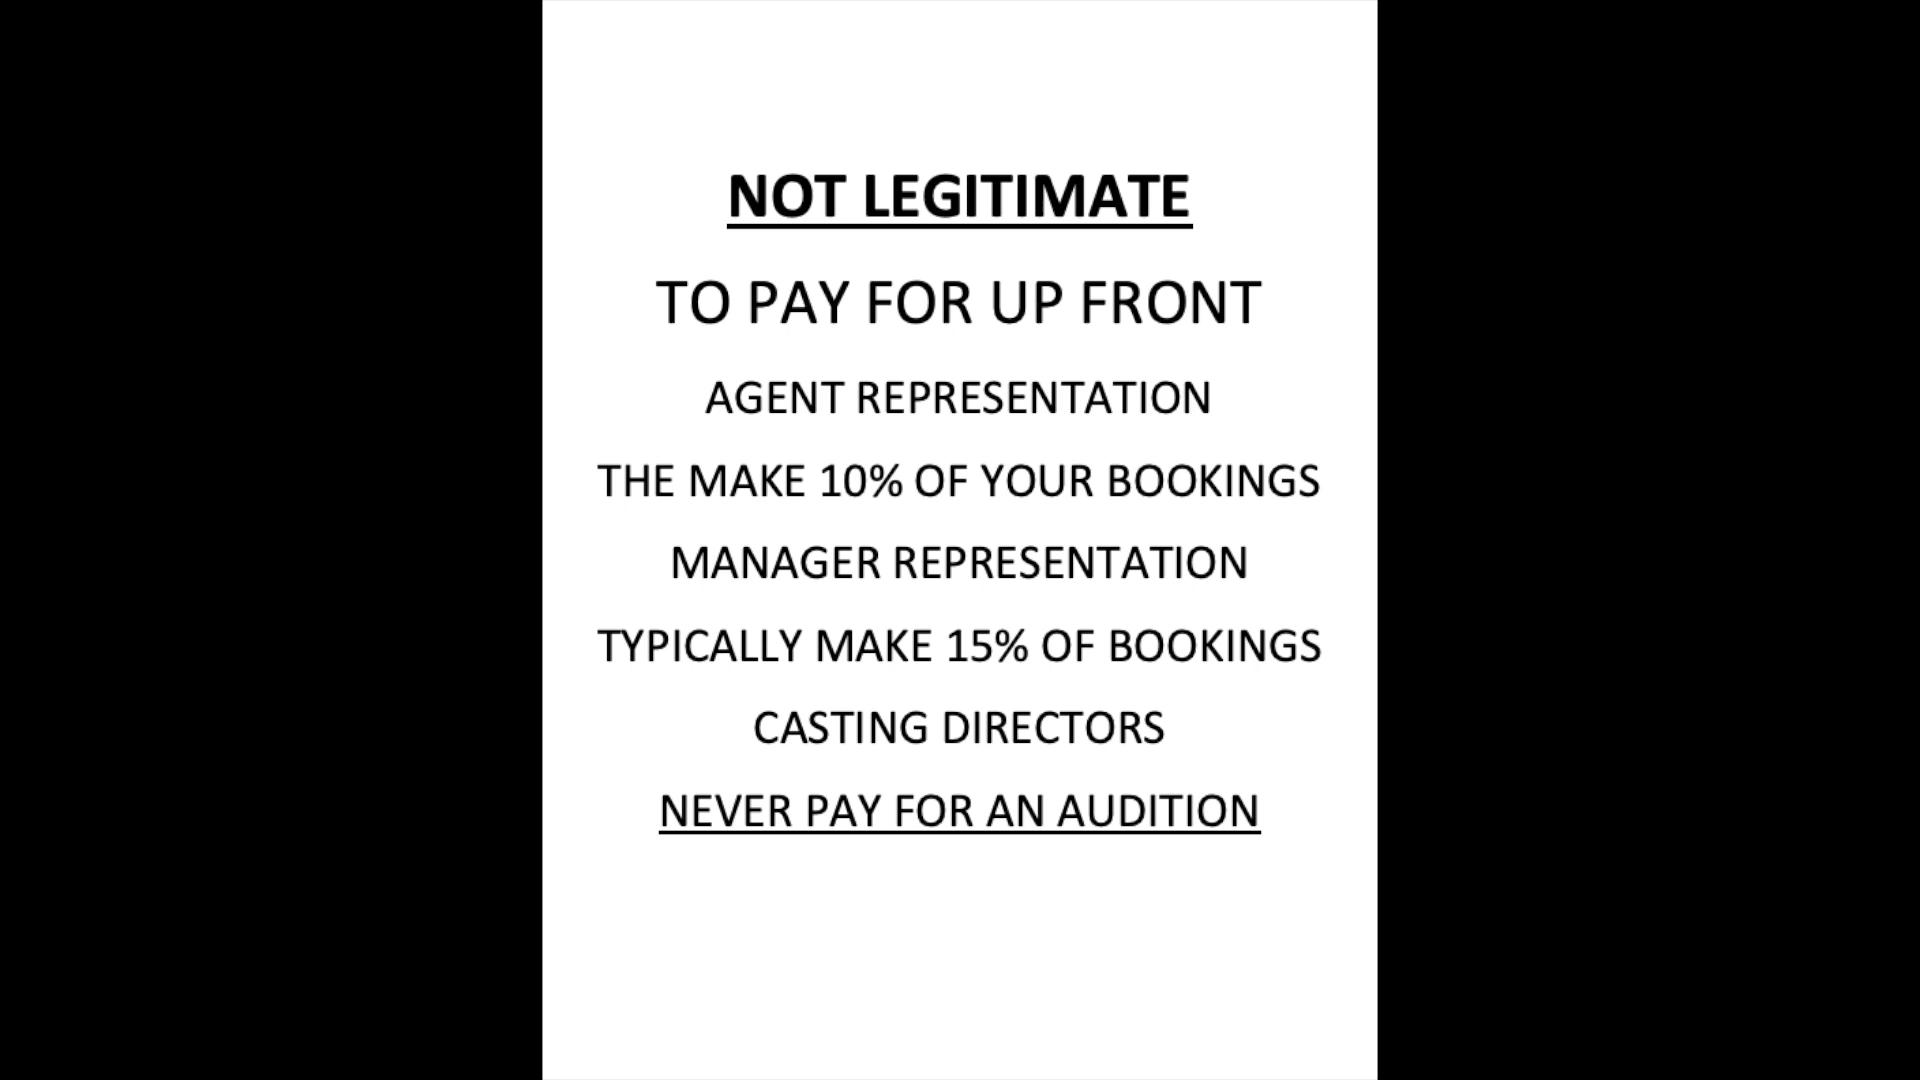 NOT LEGITIMATE
TO PAY FOR UP FRONT
AGENT REPRESENTATION
THE MAKE 10% OF YOUR BOOKINGS
MANAGER REPRESENTATION
TYPICALLY MAKE 15% OF BOOKINGS
CASTING DIRECTORS
NEVER PAY FOR AN AUDITION